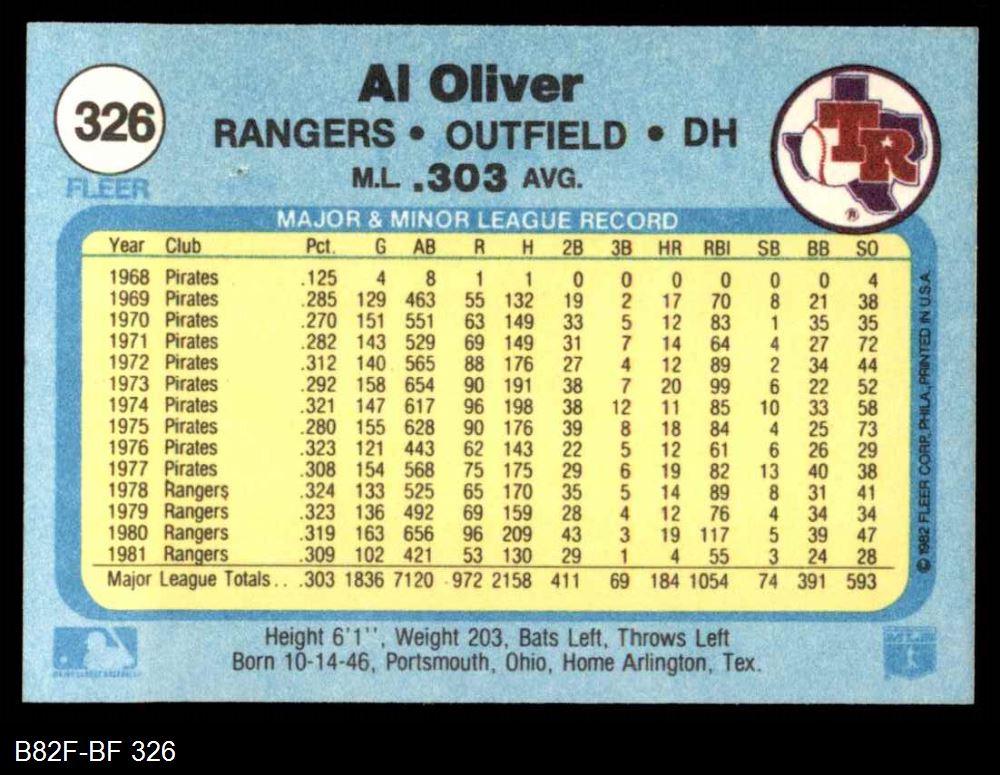 Al Oliver
326
RANGERS • OUTFIELD • DH
FLEER
M.L. .303 AVG.
TR
®
MAJOR & MINOR LEAGUE RECORD
Year Club Pct. G AB R H 2B 3B HR RBI SB BB SO
1968 Pirates .125 4 8 1 1 0 0 0 0 0 0 4
1969 Pirates .285 129 463 55 132 19 2 17 70 8 21 38
1970 Pirates .270 151 551 63 149 33 5 12 83 1 35 35
1971 Pirates .282 143 529 69 149 31 7 14 64 4 27 72
1972 Pirates .312 140 565 88 176 27 4 12 89 2 34 44
1973 Pirates .292 158 654 90 191 38 7 20 99 6 22 52
1974 Pirates .321 147 617 96 198 38 12 11 85 10 33 58
1975 Pirates .280 155 628 90 176 39 8 18 84 4 25 73
1976 Pirates .323 121 443 62 143 22 5 12 61 6 26 29
1977 Pirates .308 154 568 75 175 29 6 19 82 13 40 38
1978 Rangers .324 133 525 65 170 35 5 14 89 8 31 41
1979 Rangers .323 136 492 69 159 28 4 12 76 4 34 34
1980 Rangers .319 163 656 96 209 43 3 19 117 5 39 47
1981 Rangers .309 102 421 53 130 29 1 4 55 3 24 28
Major League Totals . . .303 1836 7120 972 2158 411 69 184 1054 74 391 593
© 1982 FLEER CORP., PHILA., PRINTED IN U.S.A.
Height 6'1'', Weight 203, Bats Left, Throws Left
Born 10-14-46, Portsmouth, Ohio, Home Arlington, Tex.
B82F-BF 326